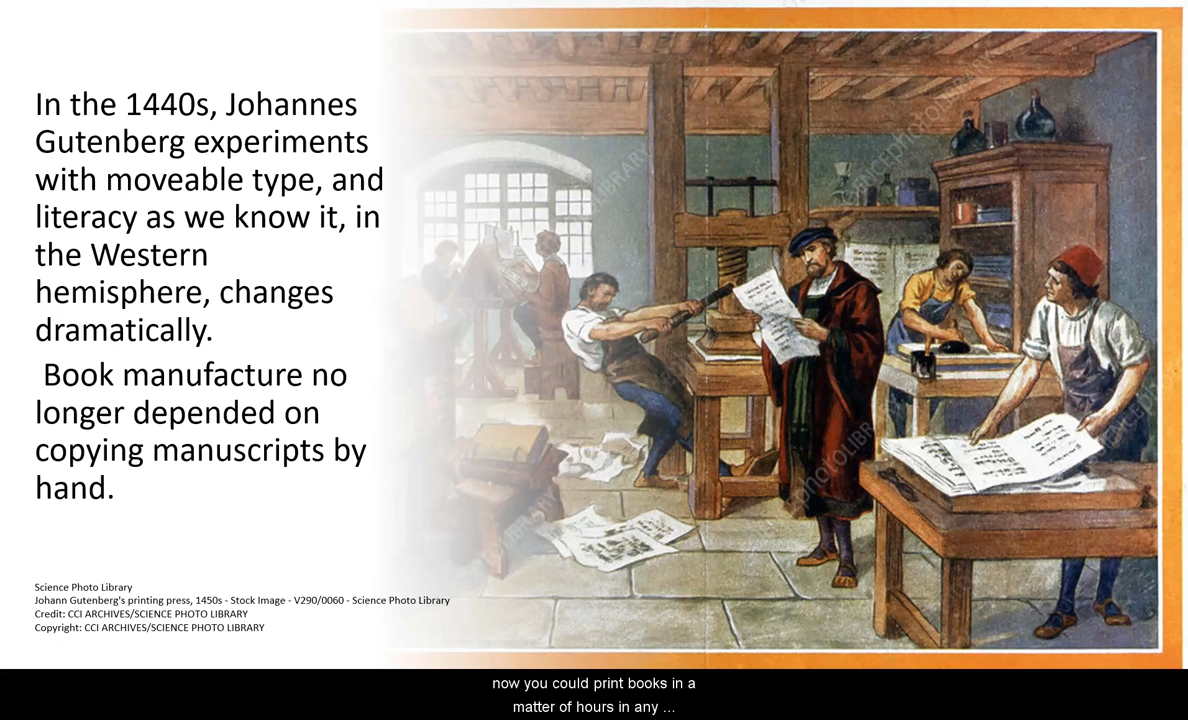 In the 1440s, Johannes
Gutenberg experiments
with moveable type, and
literacy as we know it, in
the Western
hemisphere, changes
dramatically.
Book manufacture no
longer depended on
copying manuscripts by
hand.
Science Photo Library
Johann Gutenberg's printing press, 1450s - Stock Image - V290/0060 - Science Photo Library
Credit: CCI ARCHIVES/SCIENCE PHOTO LIBRARY
Copyright: CCI ARCHIVES/SCIENCE PHOTO LIBRARY
now you could print books in a
matter of hours in any ...